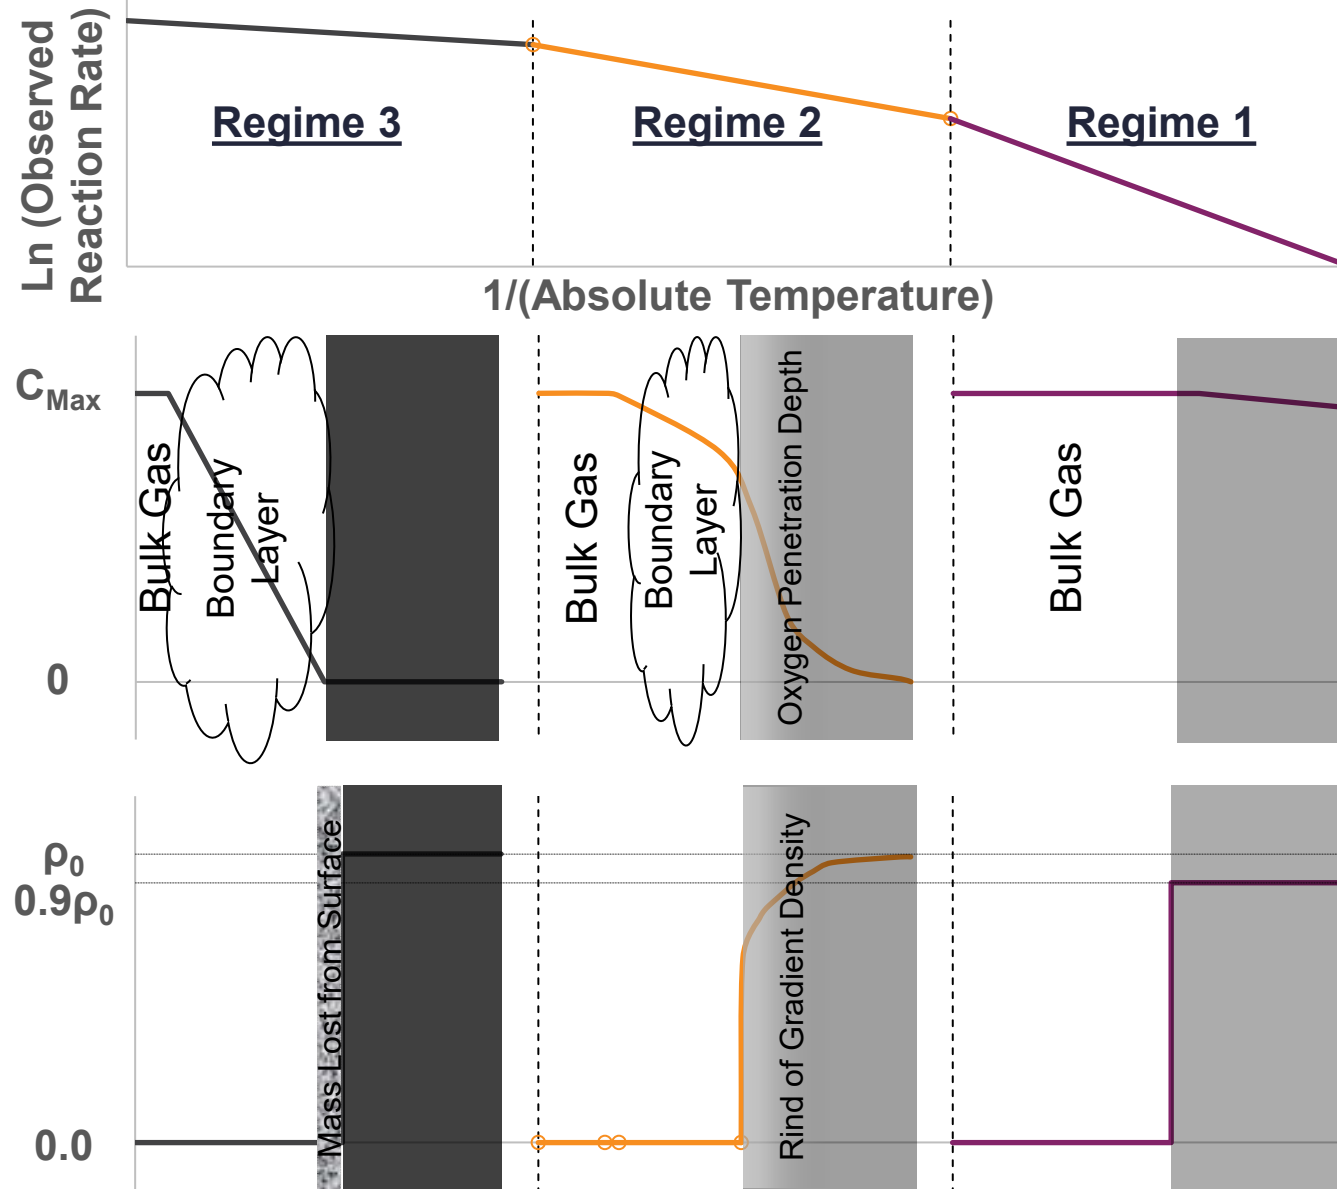 Ln (Observed
Reaction Rate)
Regime 3
Regime 2
Regime 1
1/(Absolute Temperature)
CMax
0
Bulk Gas
Boundary
Layer
Bulk Gas
Boundary
Layer
Oxygen Penetration Depth
Bulk Gas
ρ0
0.9ρ0
0.0
Mass Lost from Surface
Rind of Gradient Density